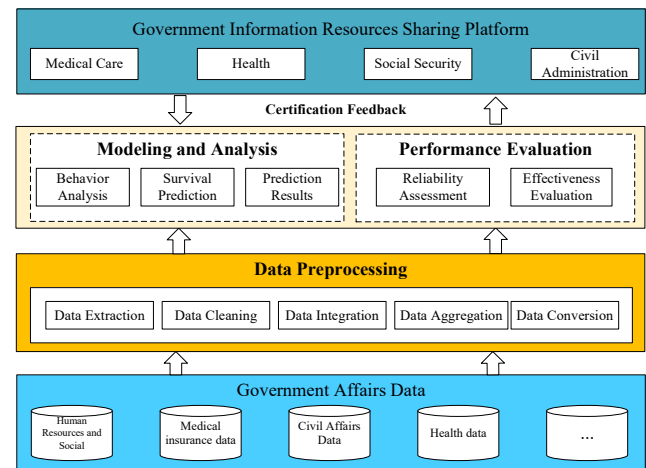 Government Information Resources Sharing Platform
Medical Care
Health
Social Security
Civil
Administration
Certification Feedback
Modeling and Analysis
Behavior
Analysis
Survival
Prediction
Prediction
Results
Performance Evaluation
Reliability
Assessment
Effectiveness
Evaluation
Data Preprocessing
Data Extraction
Data Cleaning
Data Integration
Data Aggregation
Data Conversion
Government Affairs Data
Human
Resources and
Social
Medical
insurance data
Civil Affairs
Data
Health data
...